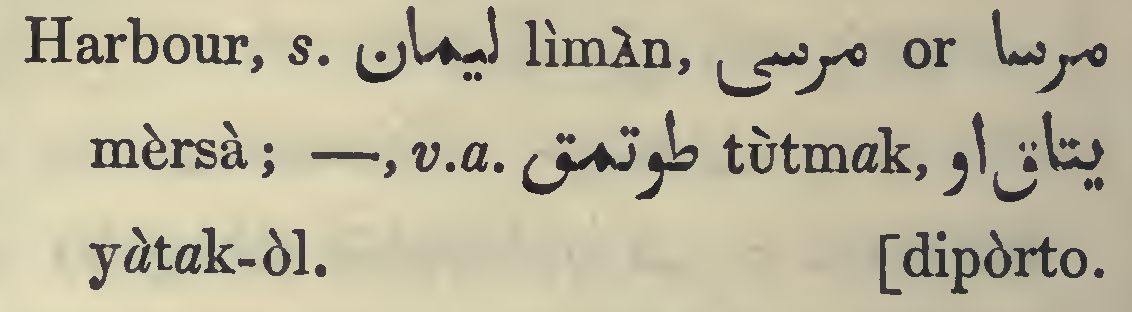 Harbour, s. ليمان lìmàn, مرسى or مرسا
mèrsà; —, v.a. طوتمق tùtmak, يتاق او
yàtak-òl. [dipòrto.